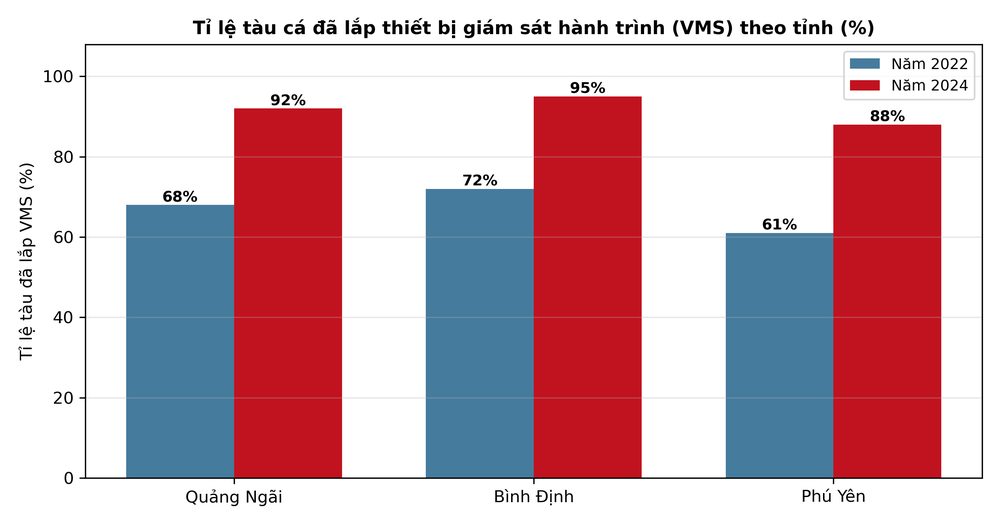 Tỉ lệ tàu cá đã lắp thiết bị giám sát hành trình (VMS) theo tỉnh (%)
Năm 2022
Năm 2024
Tỉ lệ tàu đã lắp VMS (%)
100
80
60
40
20
0
68%
92%
72%
95%
61%
88%
Quảng Ngãi
Bình Định
Phú Yên